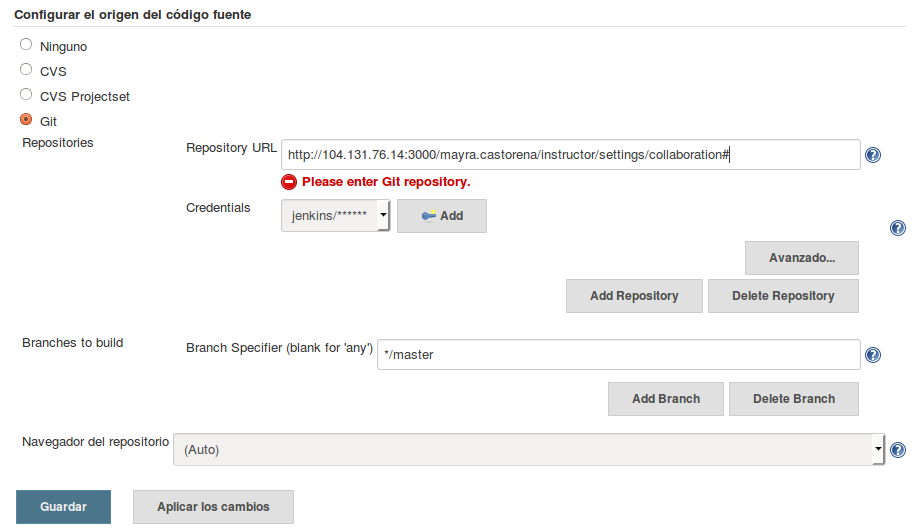 Configurar el origen del código fuente
Ninguno
CVS
CVS Projectset
Git
Repositories
Repository URL http://104.131.76.14:3000/mayra.castorena/instructor/settings/collaboration#
Please enter Git repository.
Credentials
jenkins/****** Add
Avanzado...
Add Repository Delete Repository
Branches to build Branch Specifier (blank for 'any') */master
Add Branch Delete Branch
Navegador del repositorio (Auto)
Guardar Aplicar los cambios